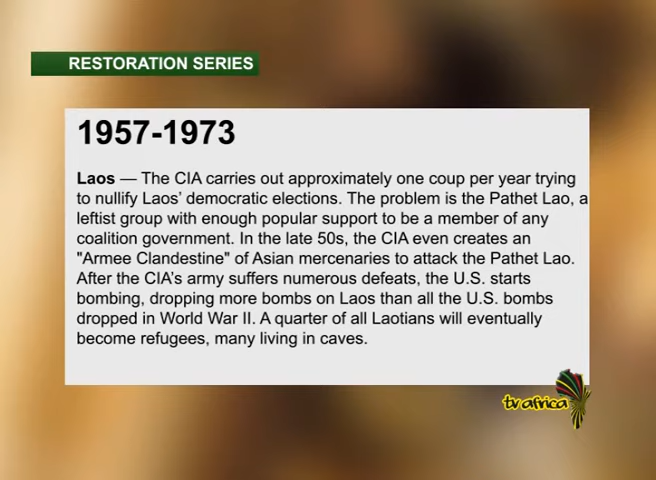 RESTORATION SERIES
1957-1973
Laos — The CIA carries out approximately one coup per year trying
to nullify Laos’ democratic elections. The problem is the Pathet Lao, a
leftist group with enough popular support to be a member of any
coalition government. In the late 50s, the CIA even creates an
"Armee Clandestine" of Asian mercenaries to attack the Pathet Lao.
After the CIA’s army suffers numerous defeats, the U.S. starts
bombing, dropping more bombs on Laos than all the U.S. bombs
dropped in World War II. A quarter of all Laotians will eventually
become refugees, many living in caves.
tv africa